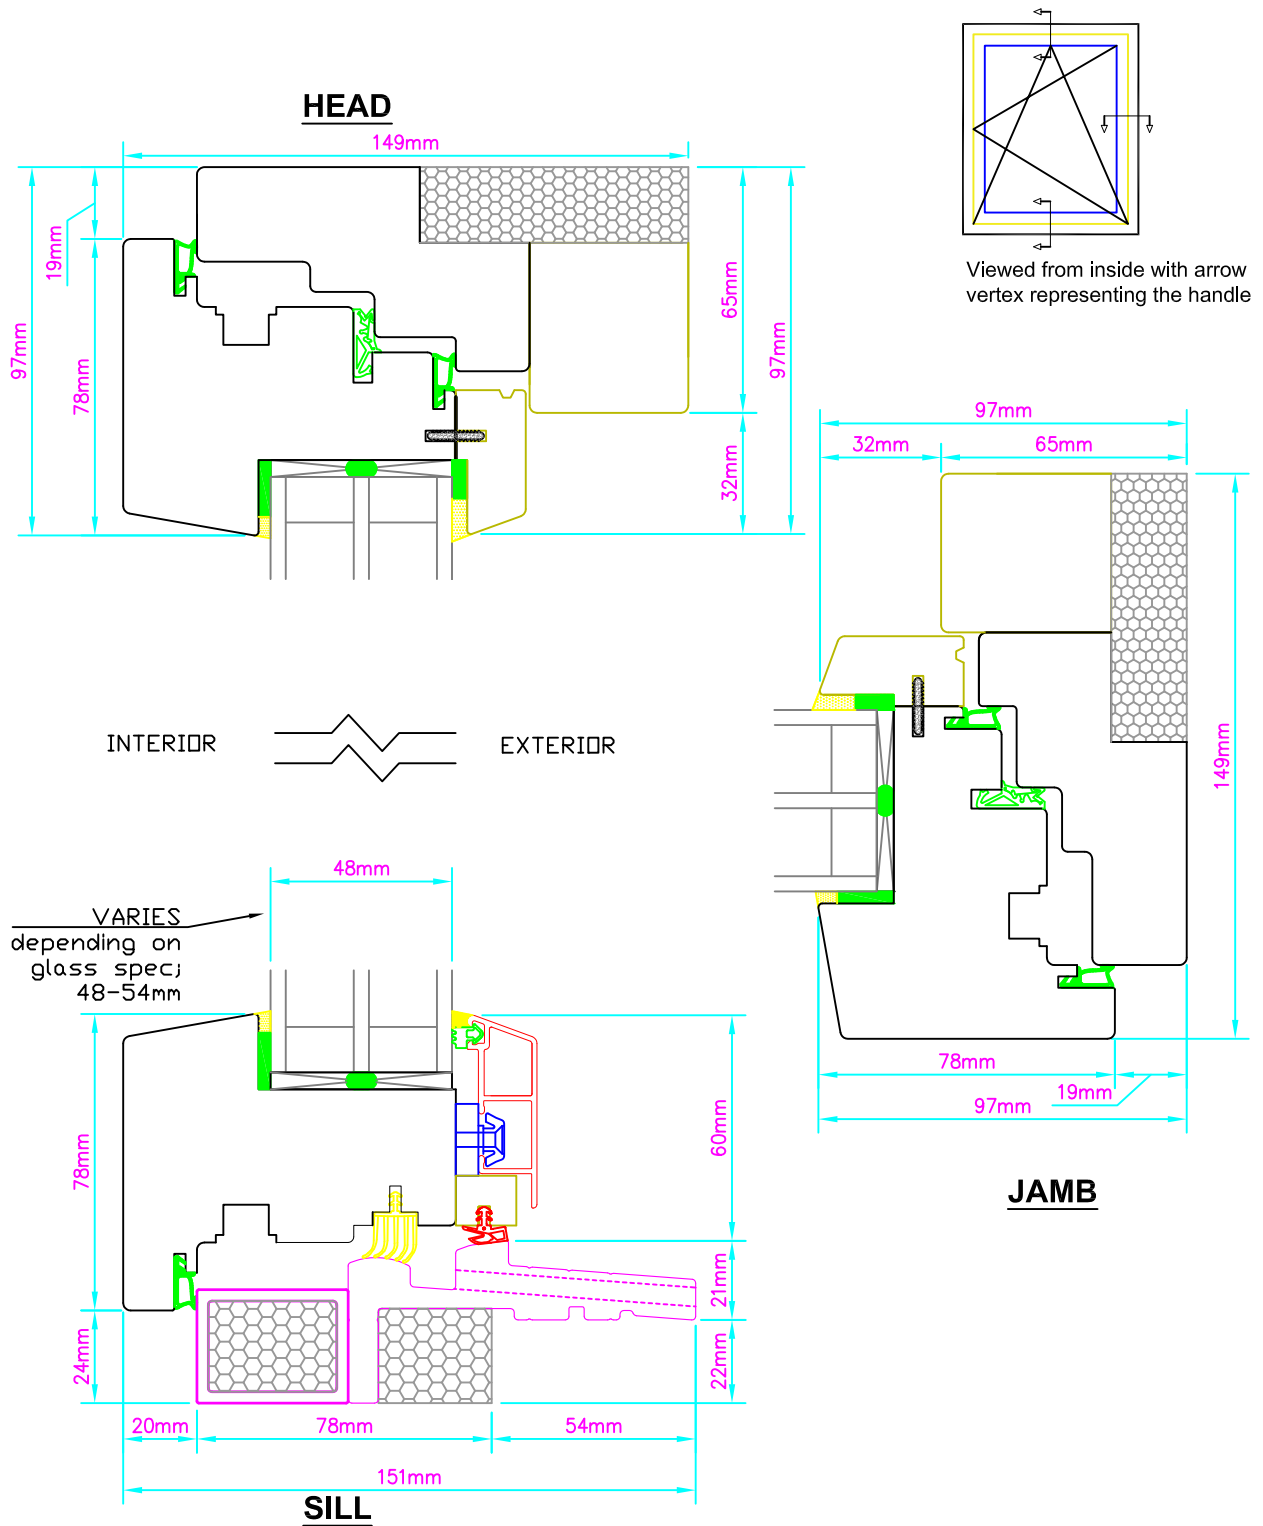 HEAD
149mm
19mm
97mm
78mm
65mm
97mm
32mm
Viewed from inside with arrow
vertex representing the handle
97mm
32mm
65mm
149mm
78mm
19mm
97mm
JAMB
INTERIOR
EXTERIOR
48mm
VARIES
depending on
glass spec;
48-54mm
78mm
60mm
24mm
21mm
22mm
20mm
78mm
54mm
151mm
SILL